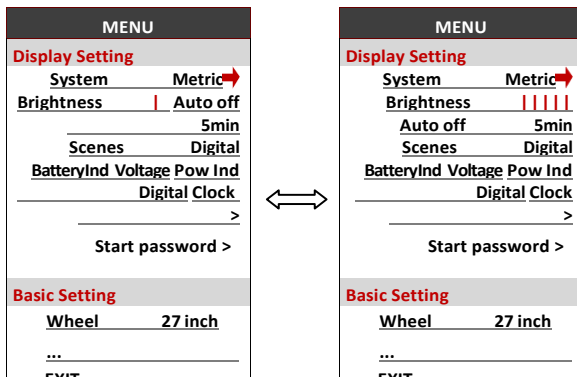 MENU
Display Setting
System Metric
Brightness | Auto off
5min
Scenes Digital
BatteryInd Voltage Pow Ind
Digital Clock
>
Start password >
Basic Setting
Wheel 27 inch
...
EXIT
MENU
Display Setting
System Metric
Brightness | | | | |
Auto off 5min
Scenes Digital
BatteryInd Voltage Pow Ind
Digital Clock
>
Start password >
Basic Setting
Wheel 27 inch
...
EXIT